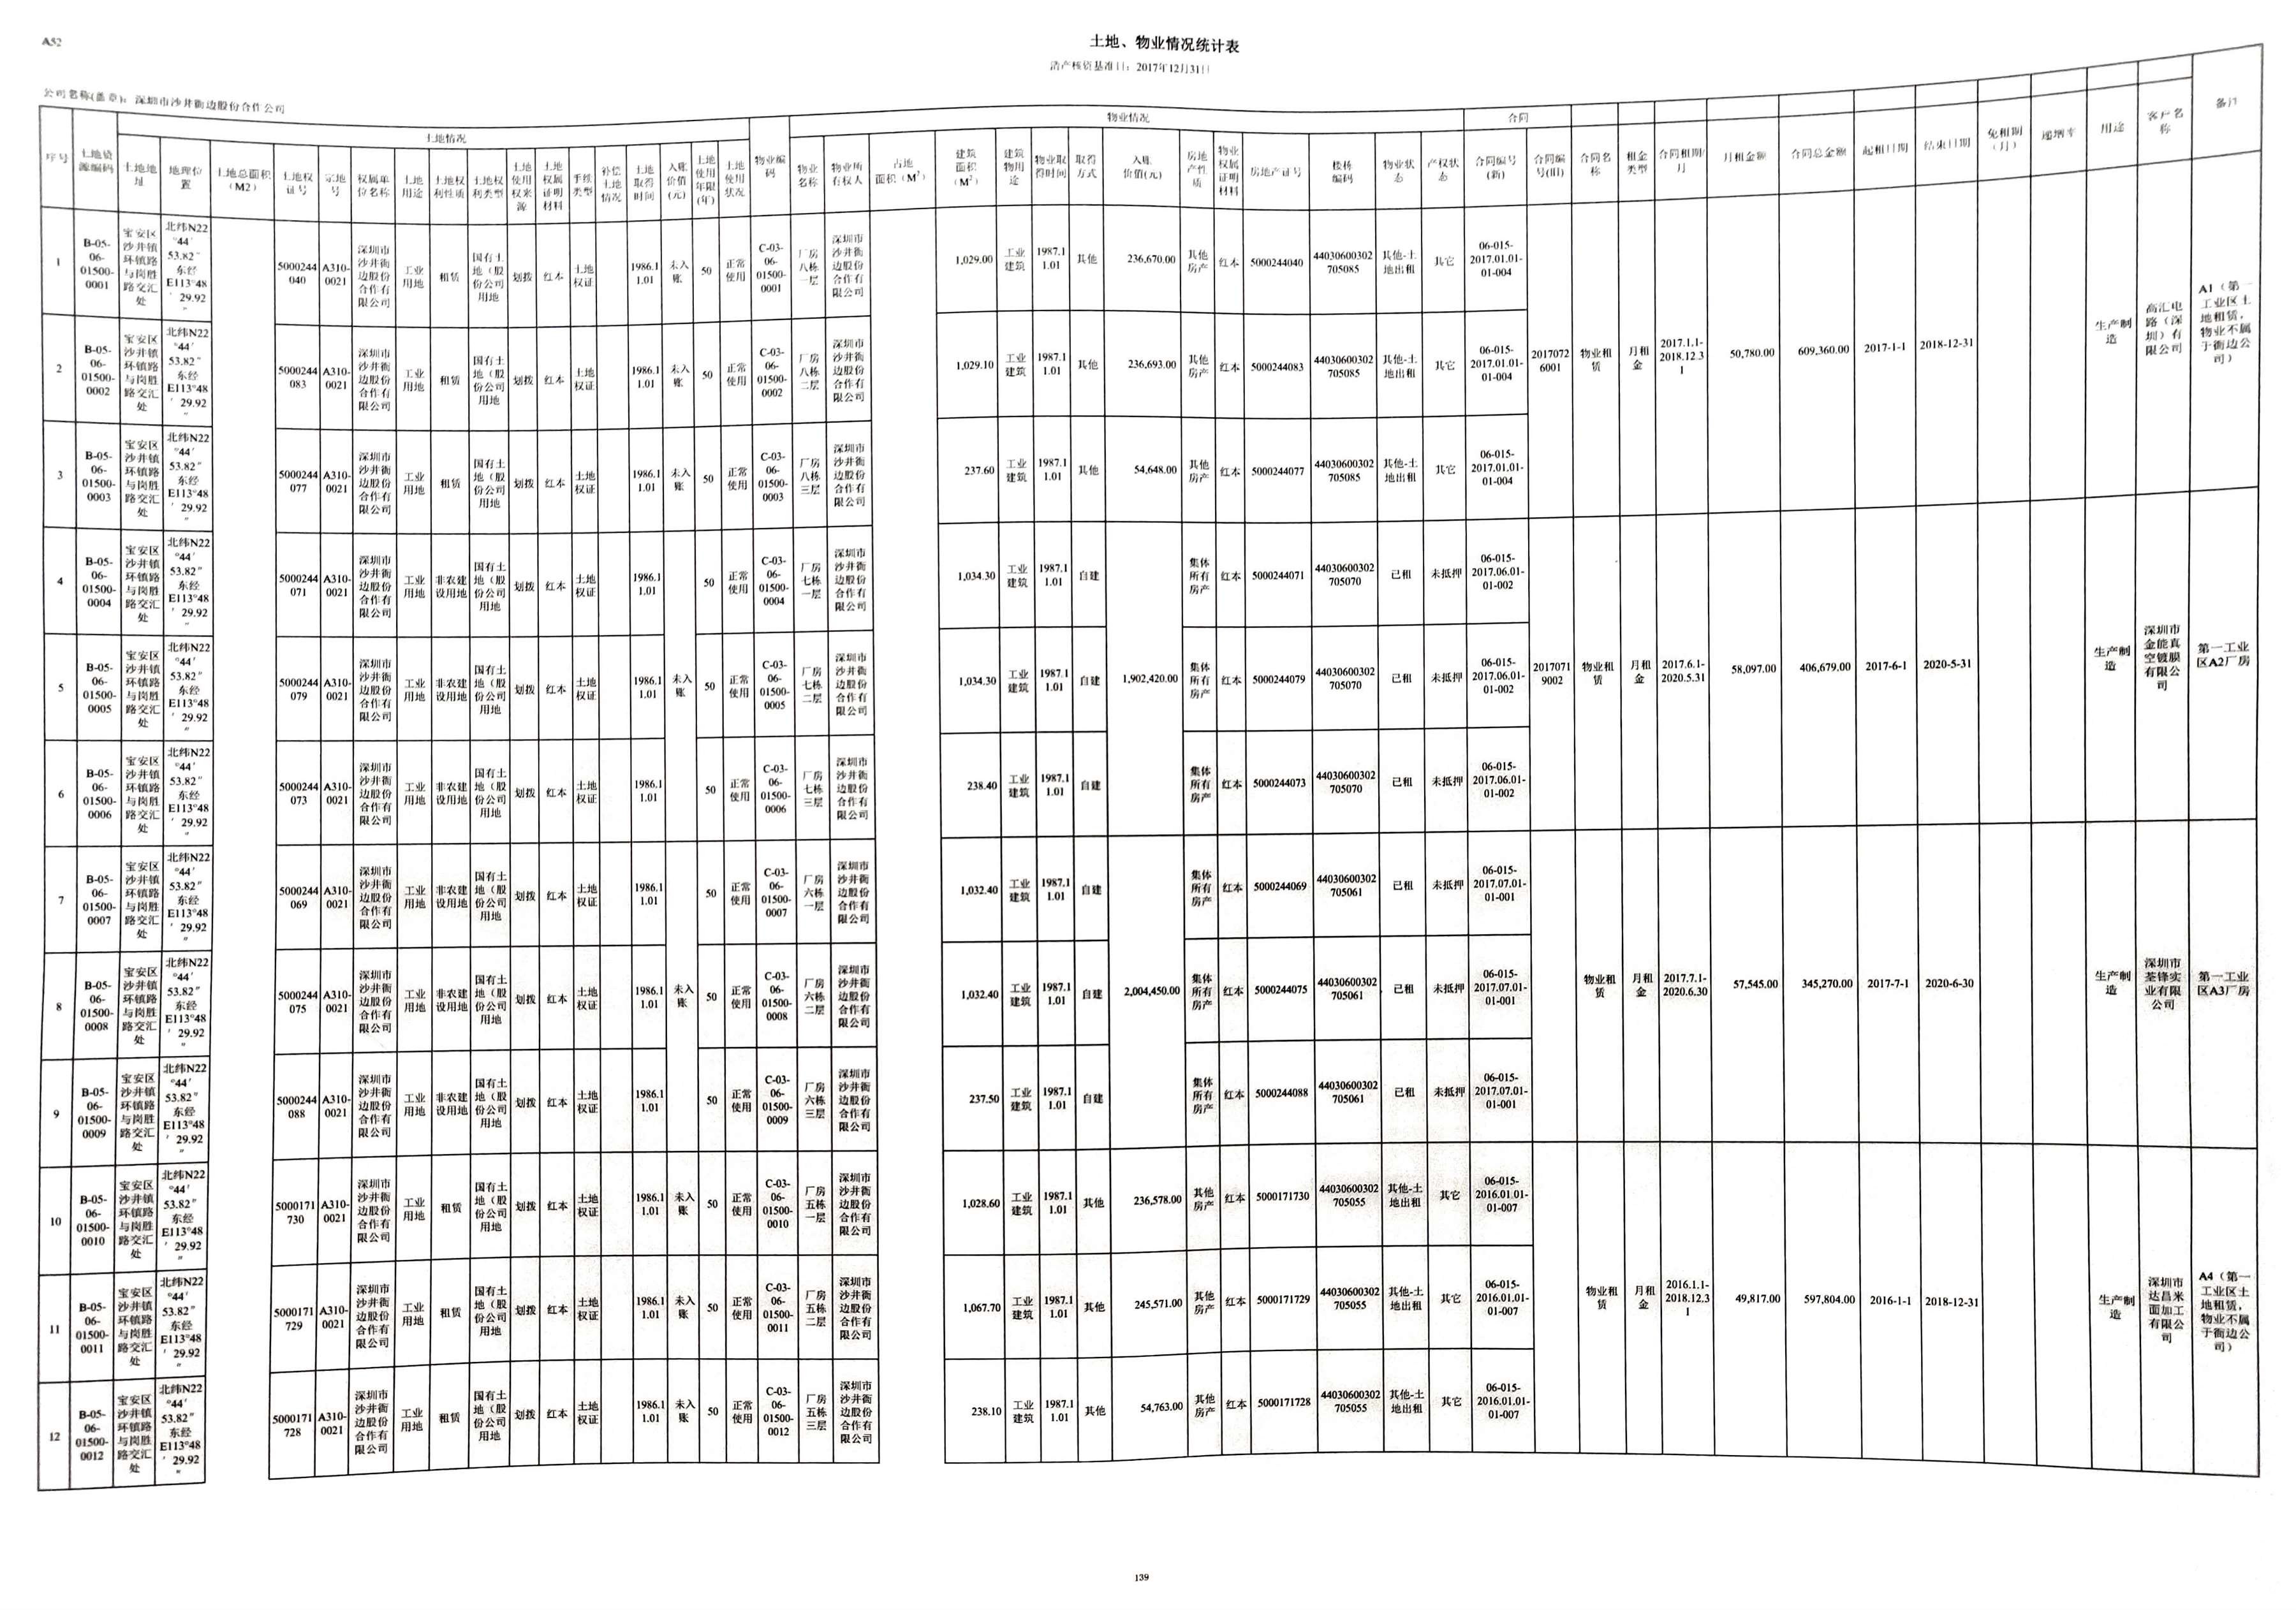 A52
土地、物业情况统计表
清产核资基准日：2017年12月31日
公司名称(盖章)：深圳市沙井衙边股份合作公司
序号 土地资源编码 土地情况 物业编码 物业情况 合同 月租金额 合同总金额 起租日期 结束日期 免租期（月） 递增率 用途 客户名称 备注
土地地址 地理位置 土地总面积（M2） 土地权证号 宗地号 权属单位名称 土地用途 土地权利性质 土地权利类型 土地使用权来源 土地权属证明材料 手续类型 补偿土地情况 土地取得时间 入账价值(元) 土地使用年限(年) 土地使用状况 物业名称 物业所有权人 占地面积（M²） 建筑面积（M²） 建筑物用途 物业取得时间 取得方式 入账价值(元) 房地产性质 物业权属证明材料 房地产证号 楼栋编码 物业状态 产权状态 合同编号(新) 合同编号(旧) 合同名称 租金类型 合同租期/月
1 B-05-06-01500-0001 宝安区沙井镇环镇路与岗胜路交汇处 北纬N22°44′53.82″东经E113°48′29.92″ 5000244040 A310-0021 深圳市沙井衙边股份合作有限公司 工业用地 租赁 国有土地（股份公司用地 划拨 红本 土地权证 1986.11.01 未入账 50 正常使用 C-03-06-01500-0001 厂房八栋一层 深圳市沙井衙边股份合作有限公司 1,029.00 工业建筑 1987.11.01 其他 236,670.00 其他房产 红本 5000244040 44030600302705085 其他-土地出租 其它 06-015-2017.01.01-01-004
2 B-05-06-01500-0002 宝安区沙井镇环镇路与岗胜路交汇处 北纬N22°44′53.82″东经E113°48′29.92″ 5000244083 A310-0021 深圳市沙井衙边股份合作有限公司 工业用地 租赁 国有土地（股份公司用地 划拨 红本 土地权证 1986.11.01 未入账 50 正常使用 C-03-06-01500-0002 厂房八栋二层 深圳市沙井衙边股份合作有限公司 1,029.10 工业建筑 1987.11.01 其他 236,693.00 其他房产 红本 5000244083 44030600302705085 其他-土地出租 其它 06-015-2017.01.01-01-004 20170726001 物业租赁 月租金 2017.1.1-2018.12.31 50,780.00 609,360.00 2017-1-1 2018-12-31 生产制造 高汇电路（深圳）有限公司 A1（第一工业区土地租赁，物业不属于衙边公司）
3 B-05-06-01500-0003 宝安区沙井镇环镇路与岗胜路交汇处 北纬N22°44′53.82″东经E113°48′29.92″ 5000244077 A310-0021 深圳市沙井衙边股份合作有限公司 工业用地 租赁 国有土地（股份公司用地 划拨 红本 土地权证 1986.11.01 未入账 50 正常使用 C-03-06-01500-0003 厂房八栋三层 深圳市沙井衙边股份合作有限公司 237.60 工业建筑 1987.11.01 其他 54,648.00 其他房产 红本 5000244077 44030600302705085 其他-土地出租 其它 06-015-2017.01.01-01-004
4 B-05-06-01500-0004 宝安区沙井镇环镇路与岗胜路交汇处 北纬N22°44′53.82″东经E113°48′29.92″ 5000244071 A310-0021 深圳市沙井衙边股份合作有限公司 工业用地 非农建设用地 国有土地（股份公司用地 划拨 红本 土地权证 1986.11.01 50 正常使用 C-03-06-01500-0004 厂房七栋一层 深圳市沙井衙边股份合作有限公司 1,034.30 工业建筑 1987.11.01 自建 集体所有房产 红本 5000244071 44030600302705070 已租 未抵押 06-015-2017.06.01-01-002
5 B-05-06-01500-0005 宝安区沙井镇环镇路与岗胜路交汇处 北纬N22°44′53.82″东经E113°48′29.92″ 5000244079 A310-0021 深圳市沙井衙边股份合作有限公司 工业用地 非农建设用地 国有土地（股份公司用地 划拨 红本 土地权证 1986.11.01 未入账 50 正常使用 C-03-06-01500-0005 厂房七栋二层 深圳市沙井衙边股份合作有限公司 1,034.30 工业建筑 1987.11.01 自建 1,902,420.00 集体所有房产 红本 5000244079 44030600302705070 已租 未抵押 06-015-2017.06.01-01-002 20170719002 物业租赁 月租金 2017.6.1-2020.5.31 58,097.00 406,679.00 2017-6-1 2020-5-31 生产制造 深圳市金能真空镀膜有限公司 第一工业区A2厂房
6 B-05-06-01500-0006 宝安区沙井镇环镇路与岗胜路交汇处 北纬N22°44′53.82″东经E113°48′29.92″ 5000244073 A310-0021 深圳市沙井衙边股份合作有限公司 工业用地 非农建设用地 国有土地（股份公司用地 划拨 红本 土地权证 1986.11.01 50 正常使用 C-03-06-01500-0006 厂房七栋三层 深圳市沙井衙边股份合作有限公司 238.40 工业建筑 1987.11.01 自建 集体所有房产 红本 5000244073 44030600302705070 已租 未抵押 06-015-2017.06.01-01-002
7 B-05-06-01500-0007 宝安区沙井镇环镇路与岗胜路交汇处 北纬N22°44′53.82″东经E113°48′29.92″ 5000244069 A310-0021 深圳市沙井衙边股份合作有限公司 工业用地 非农建设用地 国有土地（股份公司用地 划拨 红本 土地权证 1986.11.01 50 正常使用 C-03-06-01500-0007 厂房六栋一层 深圳市沙井衙边股份合作有限公司 1,032.40 工业建筑 1987.11.01 自建 集体所有房产 红本 5000244069 44030600302705061 已租 未抵押 06-015-2017.07.01-01-001
8 B-05-06-01500-0008 宝安区沙井镇环镇路与岗胜路交汇处 北纬N22°44′53.82″东经E113°48′29.92″ 5000244075 A310-0021 深圳市沙井衙边股份合作有限公司 工业用地 非农建设用地 国有土地（股份公司用地 划拨 红本 土地权证 1986.11.01 未入账 50 正常使用 C-03-06-01500-0008 厂房六栋二层 深圳市沙井衙边股份合作有限公司 1,032.40 工业建筑 1987.11.01 自建 2,004,450.00 集体所有房产 红本 5000244075 44030600302705061 已租 未抵押 06-015-2017.07.01-01-001 物业租赁 月租金 2017.7.1-2020.6.30 57,545.00 345,270.00 2017-7-1 2020-6-30 生产制造 深圳市荃锋实业有限公司 第一工业区A3厂房
9 B-05-06-01500-0009 宝安区沙井镇环镇路与岗胜路交汇处 北纬N22°44′53.82″东经E113°48′29.92″ 5000244088 A310-0021 深圳市沙井衙边股份合作有限公司 工业用地 非农建设用地 国有土地（股份公司用地 划拨 红本 土地权证 1986.11.01 50 正常使用 C-03-06-01500-0009 厂房六栋三层 深圳市沙井衙边股份合作有限公司 237.50 工业建筑 1987.11.01 自建 集体所有房产 红本 5000244088 44030600302705061 已租 未抵押 06-015-2017.07.01-01-001
10 B-05-06-01500-0010 宝安区沙井镇环镇路与岗胜路交汇处 北纬N22°44′53.82″东经E113°48′29.92″ 5000171730 A310-0021 深圳市沙井衙边股份合作有限公司 工业用地 租赁 国有土地（股份公司用地 划拨 红本 土地权证 1986.11.01 未入账 50 正常使用 C-03-06-01500-0010 厂房五栋一层 深圳市沙井衙边股份合作有限公司 1,028.60 工业建筑 1987.11.01 其他 236,578.00 其他房产 红本 5000171730 44030600302705055 其他-土地出租 其它 06-015-2016.01.01-01-007
11 B-05-06-01500-0011 宝安区沙井镇环镇路与岗胜路交汇处 北纬N22°44′53.82″东经E113°48′29.92″ 5000171729 A310-0021 深圳市沙井衙边股份合作有限公司 工业用地 租赁 国有土地（股份公司用地 划拨 红本 土地权证 1986.11.01 未入账 50 正常使用 C-03-06-01500-0011 厂房五栋二层 深圳市沙井衙边股份合作有限公司 1,067.70 工业建筑 1987.11.01 其他 245,571.00 其他房产 红本 5000171729 44030600302705055 其他-土地出租 其它 06-015-2016.01.01-01-007 物业租赁 月租金 2016.1.1-2018.12.31 49,817.00 597,804.00 2016-1-1 2018-12-31 生产制造 深圳市达昌米面加工有限公司 A4（第一工业区土地租赁，物业不属于衙边公司）
12 B-05-06-01500-0012 宝安区沙井镇环镇路与岗胜路交汇处 北纬N22°44′53.82″东经E113°48′29.92″ 5000171728 A310-0021 深圳市沙井衙边股份合作有限公司 工业用地 租赁 国有土地（股份公司用地 划拨 红本 土地权证 1986.11.01 未入账 50 正常使用 C-03-06-01500-0012 厂房五栋三层 深圳市沙井衙边股份合作有限公司 238.10 工业建筑 1987.11.01 其他 54,763.00 其他房产 红本 5000171728 44030600302705055 其他-土地出租 其它 06-015-2016.01.01-01-007
139